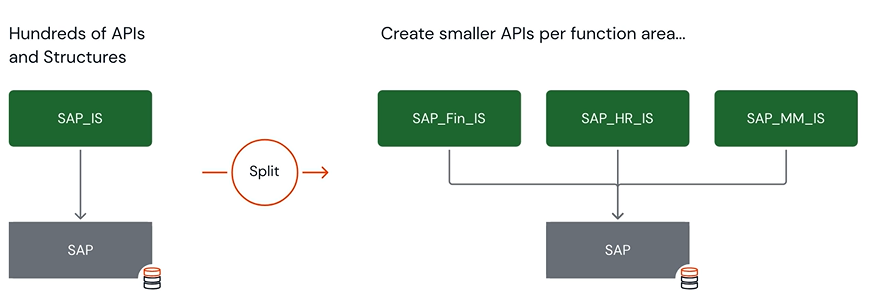 Hundreds of APIs
and Structures
Create smaller APIs per function area...
SAP_IS
Split
SAP_Fin_IS
SAP_HR_IS
SAP_MM_IS
SAP
SAP